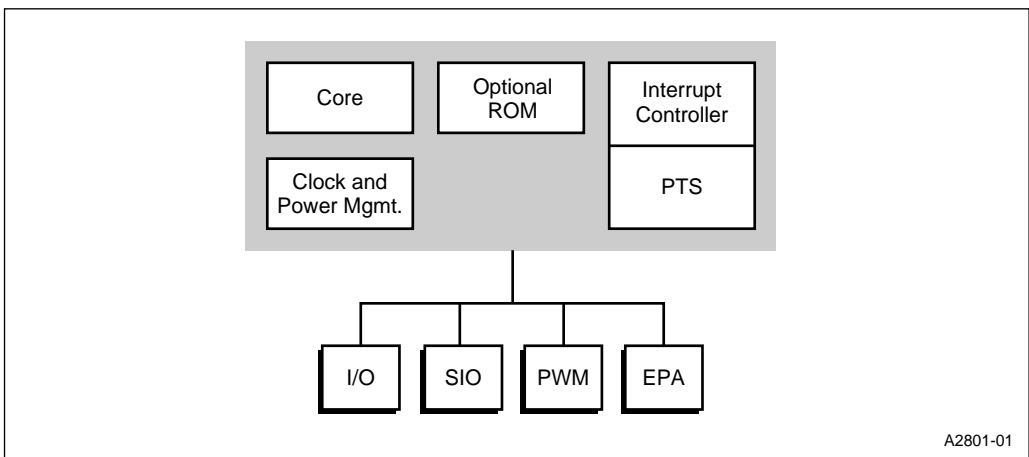 Core
Optional
ROM
Interrupt
Controller
Clock and
Power Mgmt.
PTS
I/O
SIO
PWM
EPA
A2801-01